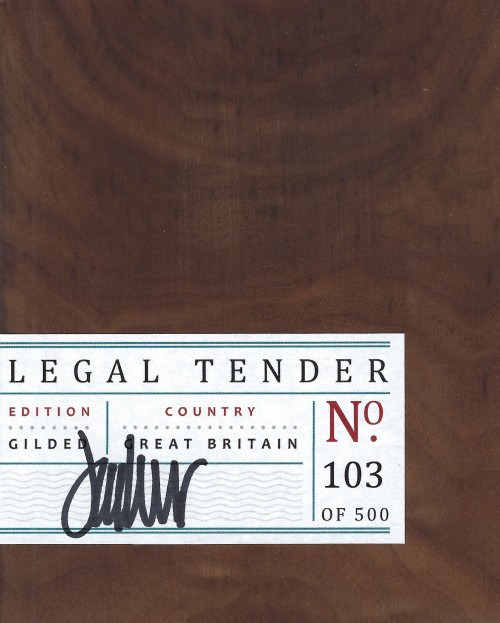 LEGAL TENDER
EDITION
GILDED
COUNTRY
GREAT BRITAIN
No.
103
OF 500